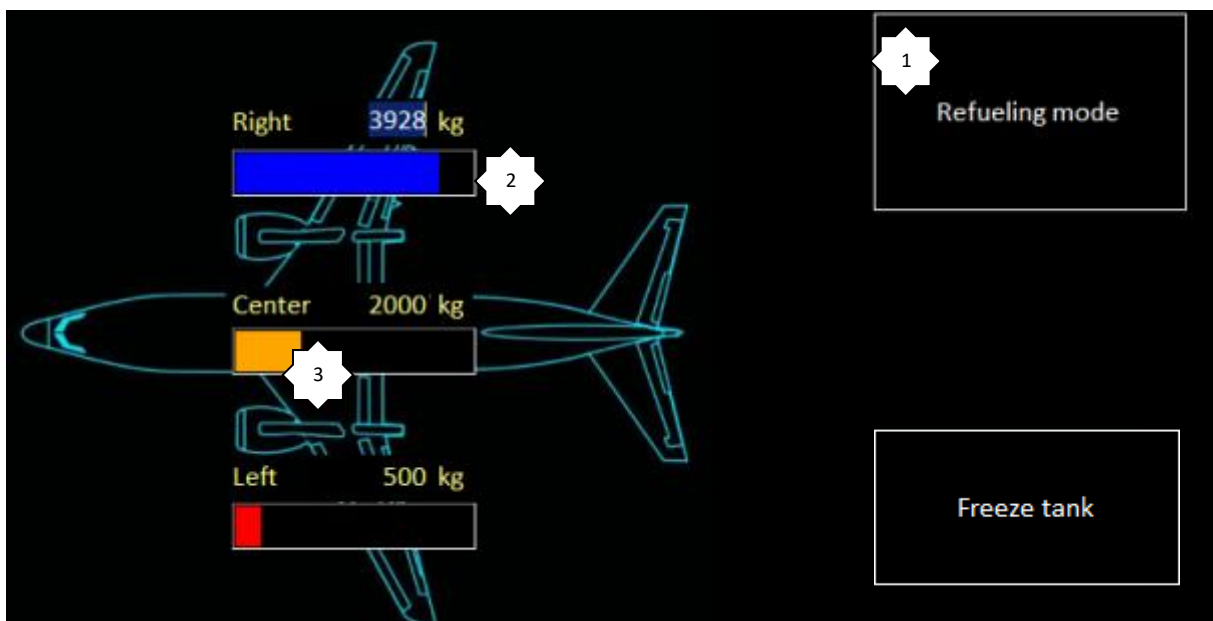 1
Refueling mode
Right 3928 kg
2
Center 2000 kg
3
Left 500 kg
Freeze tank